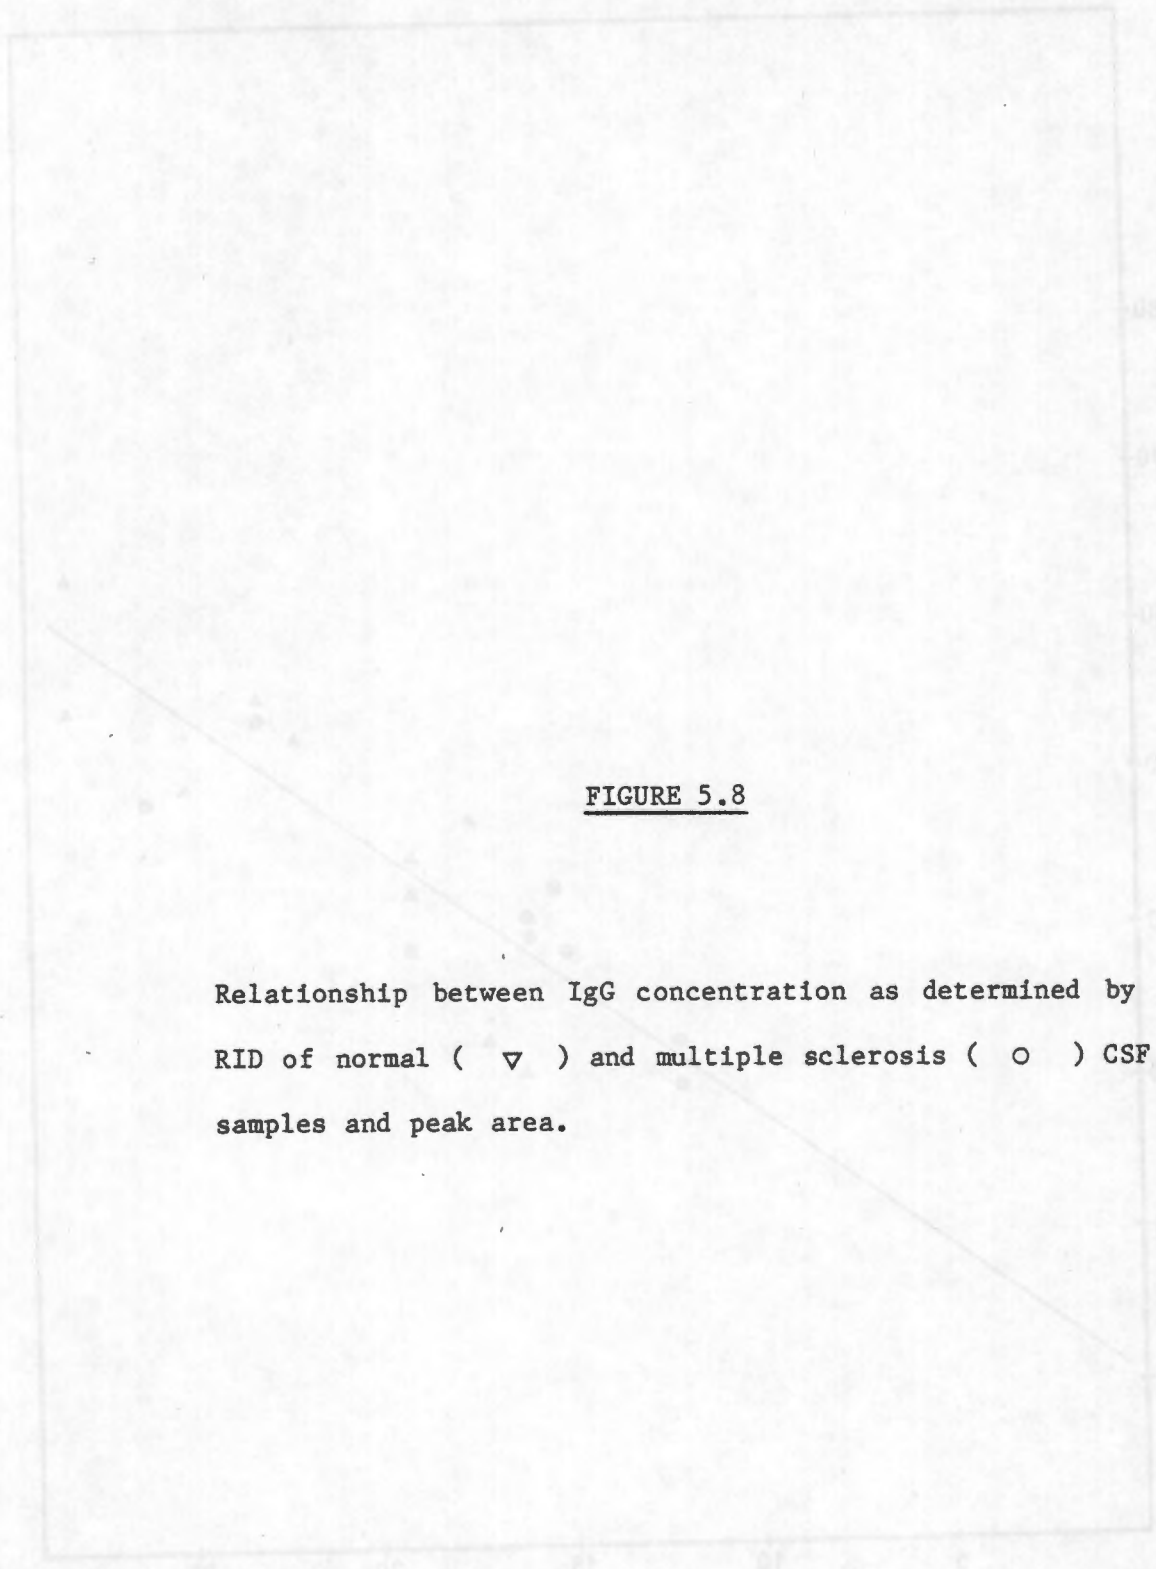 FIGURE 5.8
Relationship between IgG concentration as determined by
RID of normal ( ▽ ) and multiple sclerosis ( ○ ) CSF
samples and peak area.